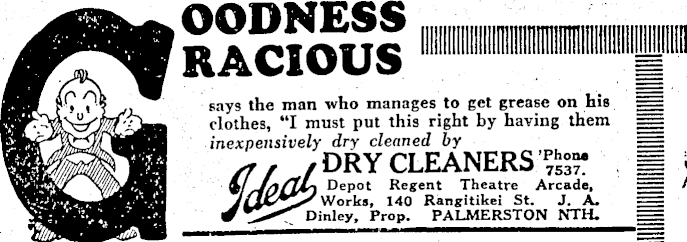 GOODNESS
GRACIOUS
says the man who manages to get grease on his
clothes, "I must put this right by having them
inexpensively dry cleaned by
Ideal DRY CLEANERS 'Phone 7537.
Depot Regent Theatre Arcade,
Works, 140 Rangitikei St. J. A.
Dinley, Prop. PALMERSTON NTH.